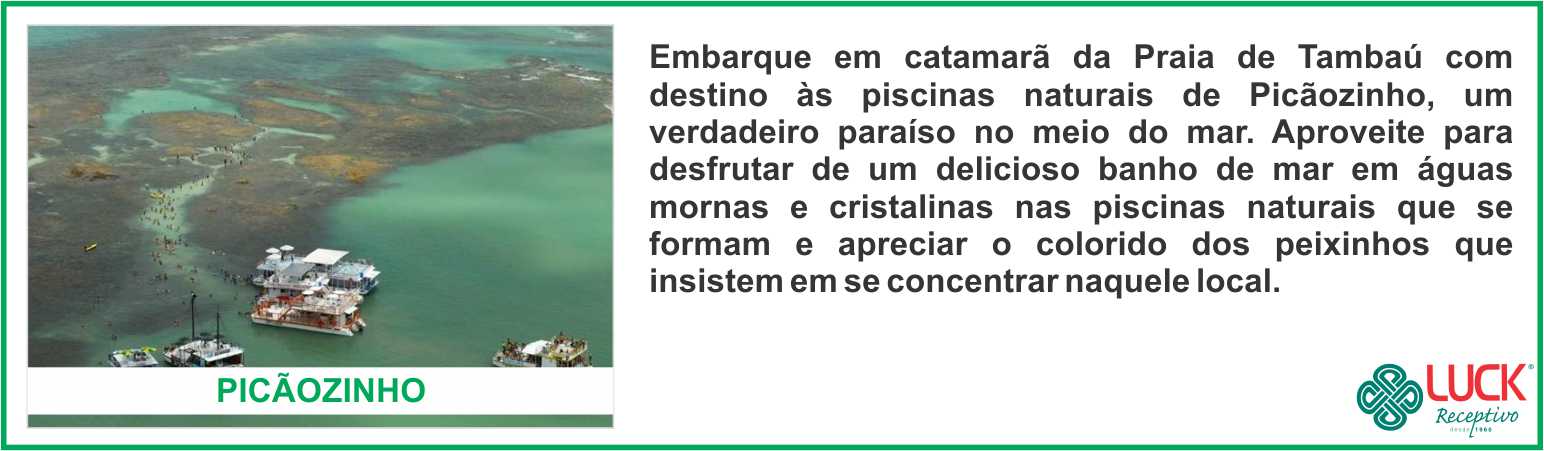 Embarque em catamarã da Praia de Tambaú com
destino às piscinas naturais de Picãozinho, um
verdadeiro paraíso no meio do mar. Aproveite para
desfrutar de um delicioso banho de mar em águas
mornas e cristalinas nas piscinas naturais que se
formam e apreciar o colorido dos peixinhos que
insistem em se concentrar naquele local.
PICÃOZINHO
LUCK®
Receptivo
desde 1966